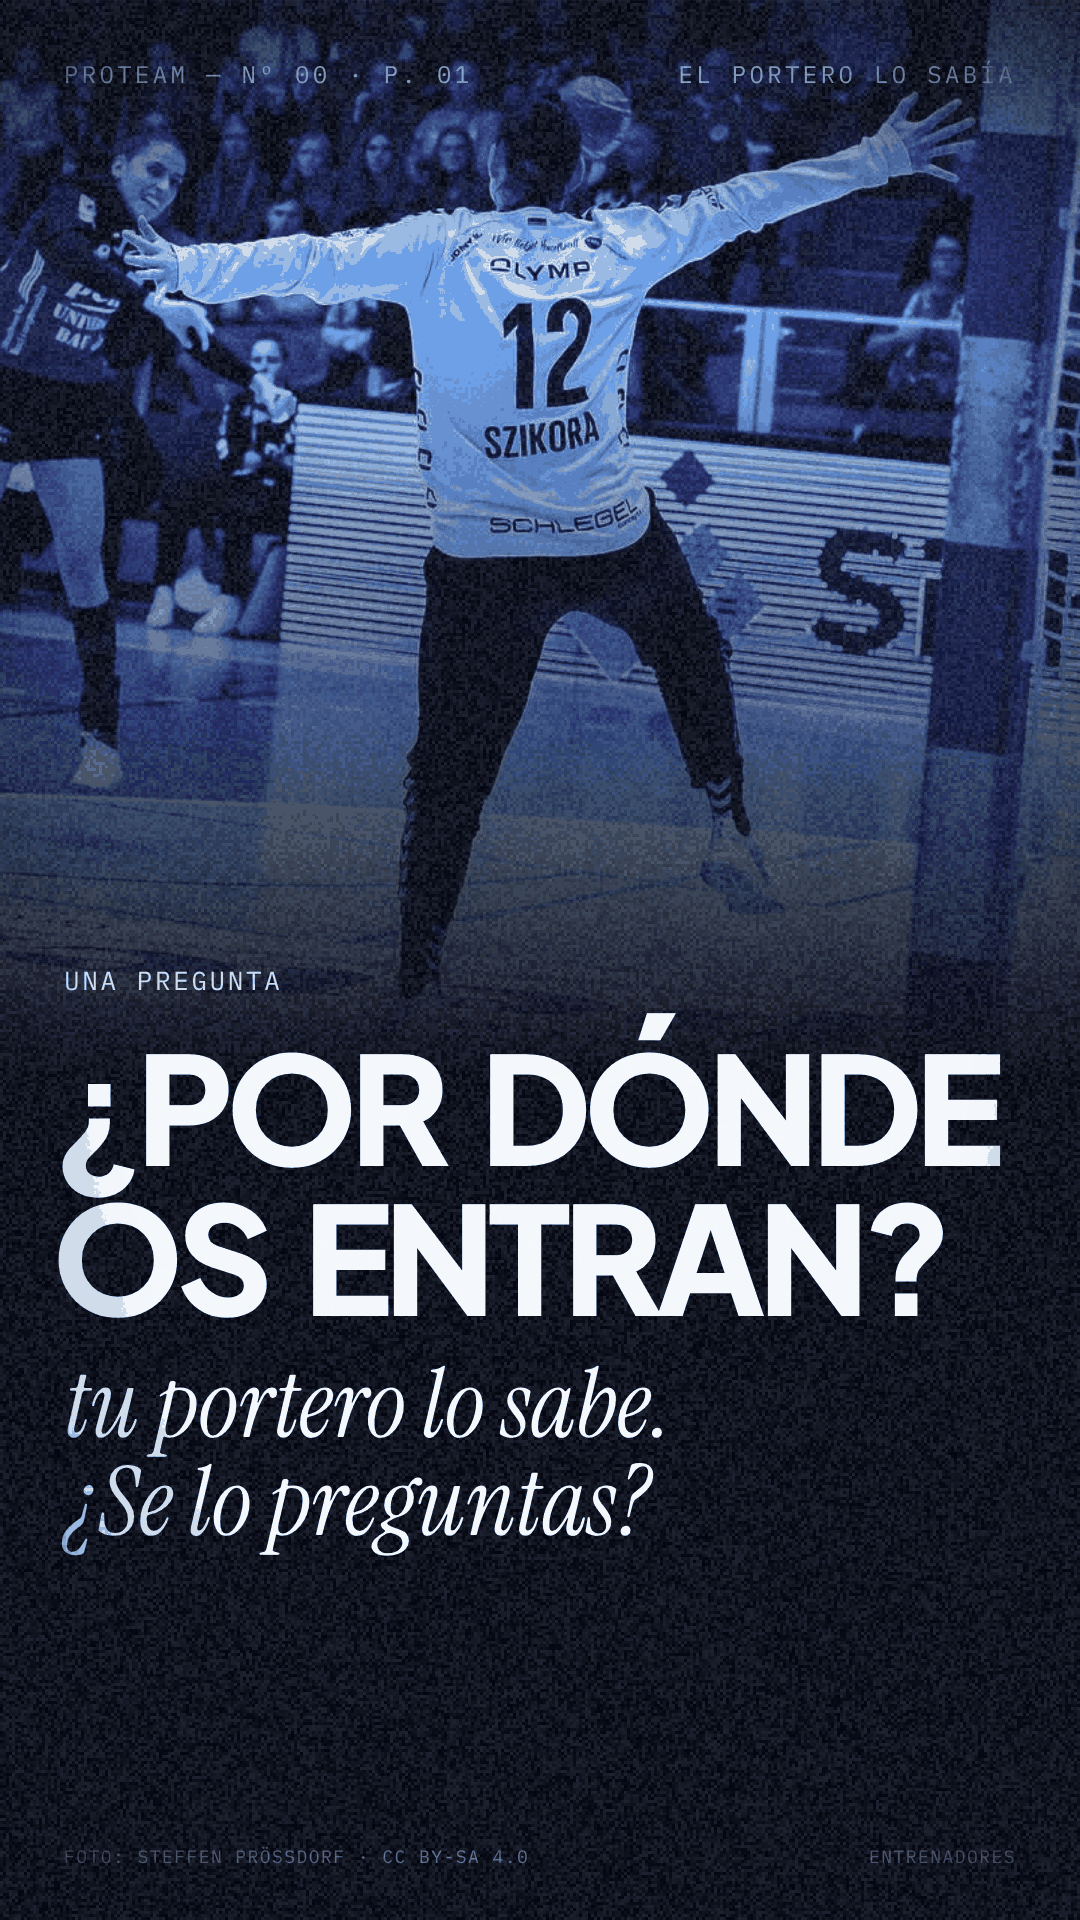 PROTEAM — Nº 00 · P. 01
EL PORTERO LO SABÍA
OLYMP
12
SZIKORA
SCHLEGEL
UNA PREGUNTA
¿POR DÓNDE
OS ENTRAN?
tu portero lo sabe.
¿Se lo preguntas?
FOTO: STEFFEN PRÖSSDORF · CC BY-SA 4.0
ENTRENADORES